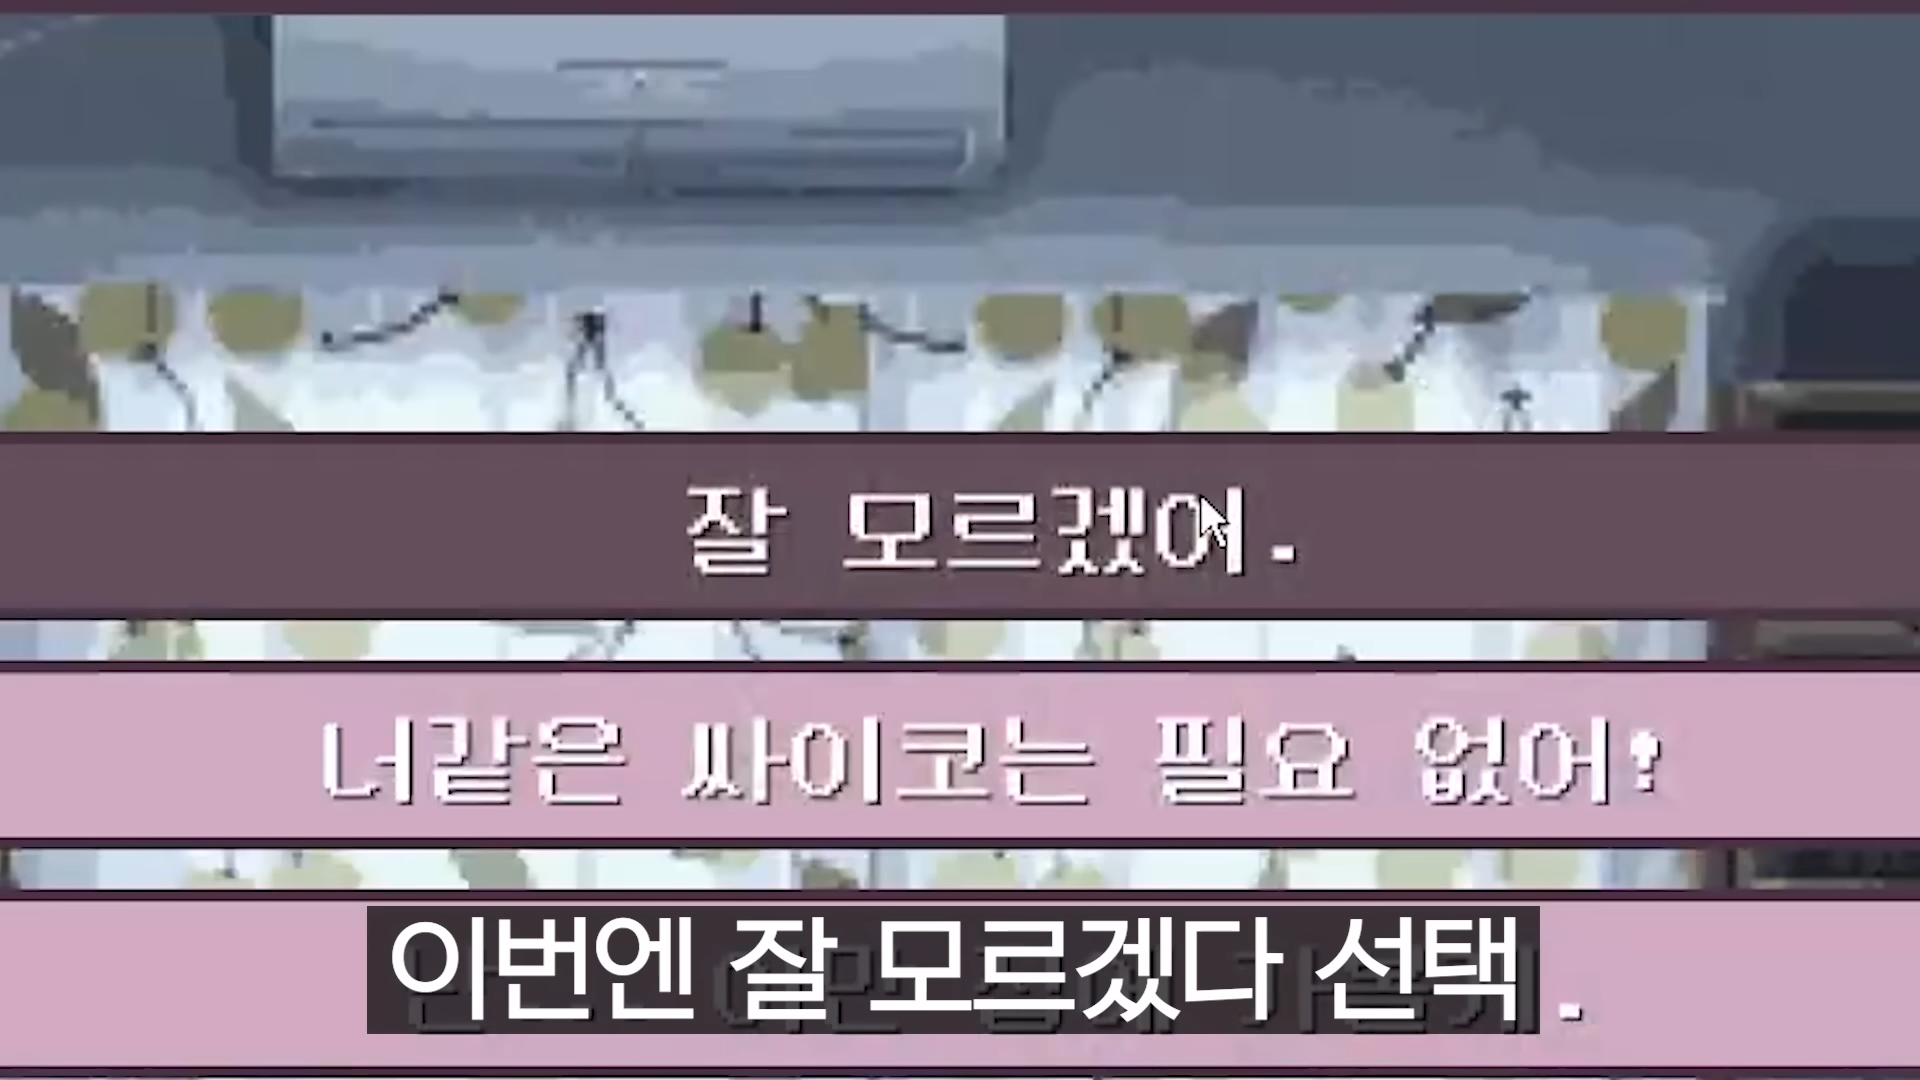 잘 모르겠어.
너같은 싸이코는 필요 없어!
이번엔 잘 모르겠다 선택